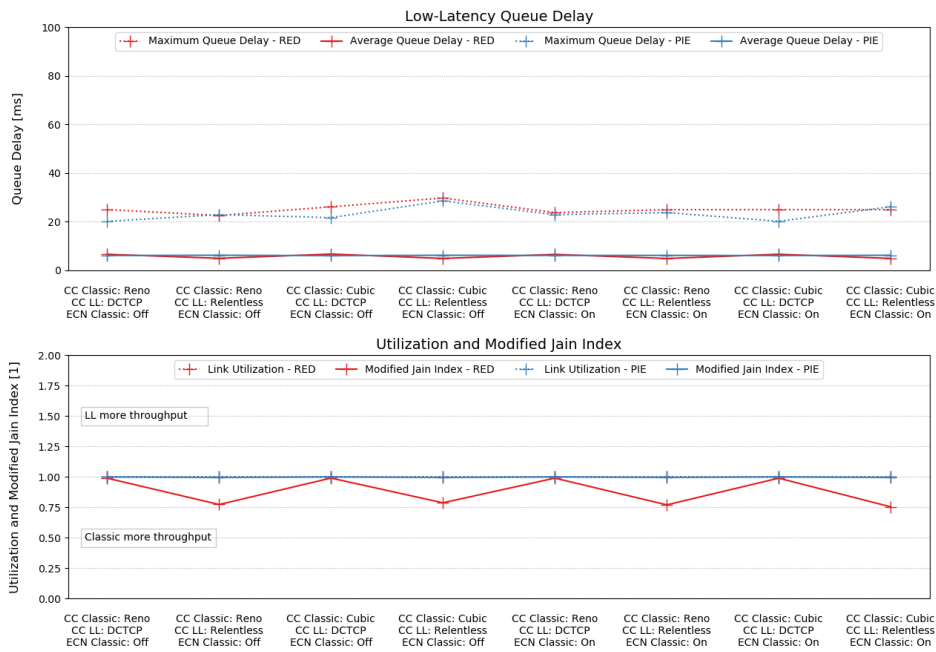 Low-Latency Queue Delay
100
Maximum Queue Delay - RED Average Queue Delay - RED Maximum Queue Delay - PIE Average Queue Delay - PIE
80
60
40
20
0
Queue Delay [ms]
CC Classic: Reno CC Classic: Reno CC Classic: Cubic CC Classic: Cubic CC Classic: Reno CC Classic: Reno CC Classic: Cubic CC Classic: Cubic
CC LL: DCTCP CC LL: Relentless CC LL: DCTCP CC LL: Relentless CC LL: DCTCP CC LL: Relentless CC LL: DCTCP CC LL: Relentless
ECN Classic: Off ECN Classic: Off ECN Classic: Off ECN Classic: Off ECN Classic: On ECN Classic: On ECN Classic: On ECN Classic: On
Utilization and Modified Jain Index
2.00
Link Utilization - RED Modified Jain Index - RED Link Utilization - PIE Modified Jain Index - PIE
1.75
1.50
LL more throughput
1.25
1.00
0.75
0.50
Classic more throughput
0.25
0.00
Utilization and Modified Jain Index [1]
CC Classic: Reno CC Classic: Reno CC Classic: Cubic CC Classic: Cubic CC Classic: Reno CC Classic: Reno CC Classic: Cubic CC Classic: Cubic
CC LL: DCTCP CC LL: Relentless CC LL: DCTCP CC LL: Relentless CC LL: DCTCP CC LL: Relentless CC LL: DCTCP CC LL: Relentless
ECN Classic: Off ECN Classic: Off ECN Classic: Off ECN Classic: Off ECN Classic: On ECN Classic: On ECN Classic: On ECN Classic: On